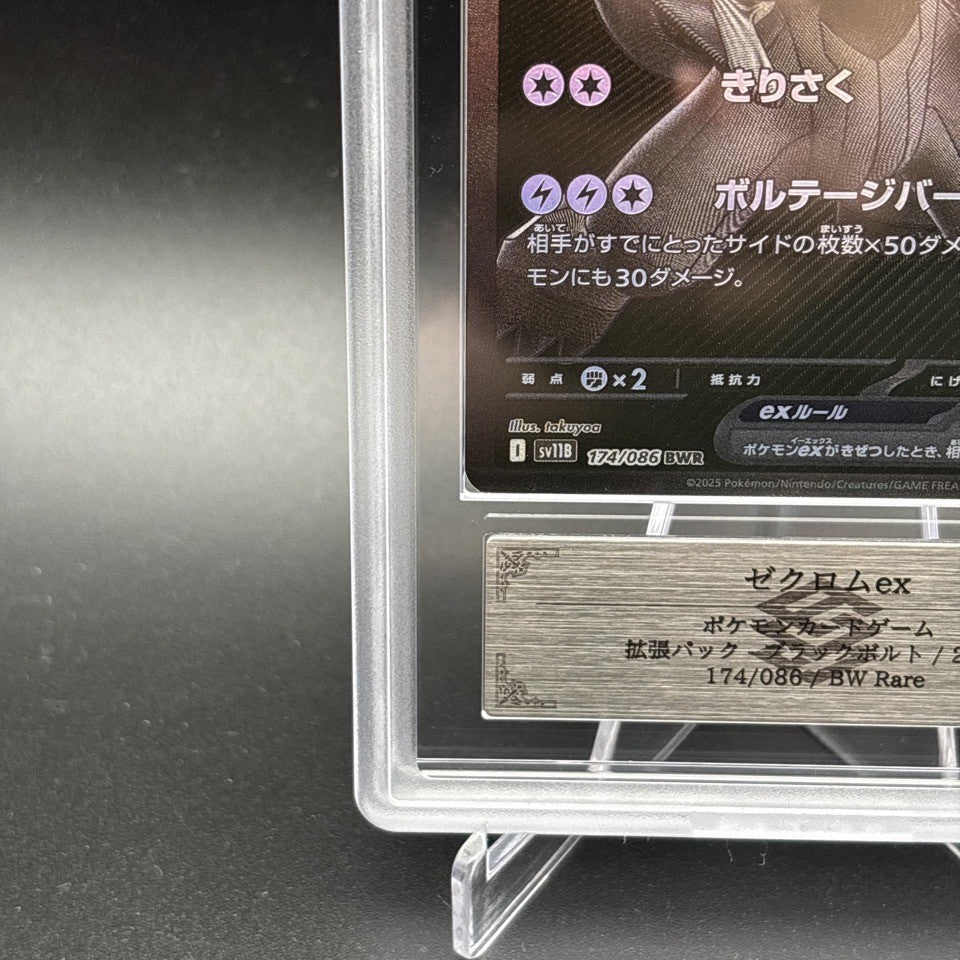 きりさく
ボルテージバー
あいて まいすう
相手がすでにとったサイドの枚数×50ダメ
モンにも30ダメージ。
弱点 ×2 抵抗力 にげ
exルール
Illus. takuyoa
イーエックス
I sv11B 174/086 BWR ポケモンexがきぜつしたとき、相
©2025 Pokémon/Nintendo/Creatures/GAME FREA
ゼクロムex
ポケモンカードゲーム
拡張パック ブラックボルト / 2
174/086 / BW Rare